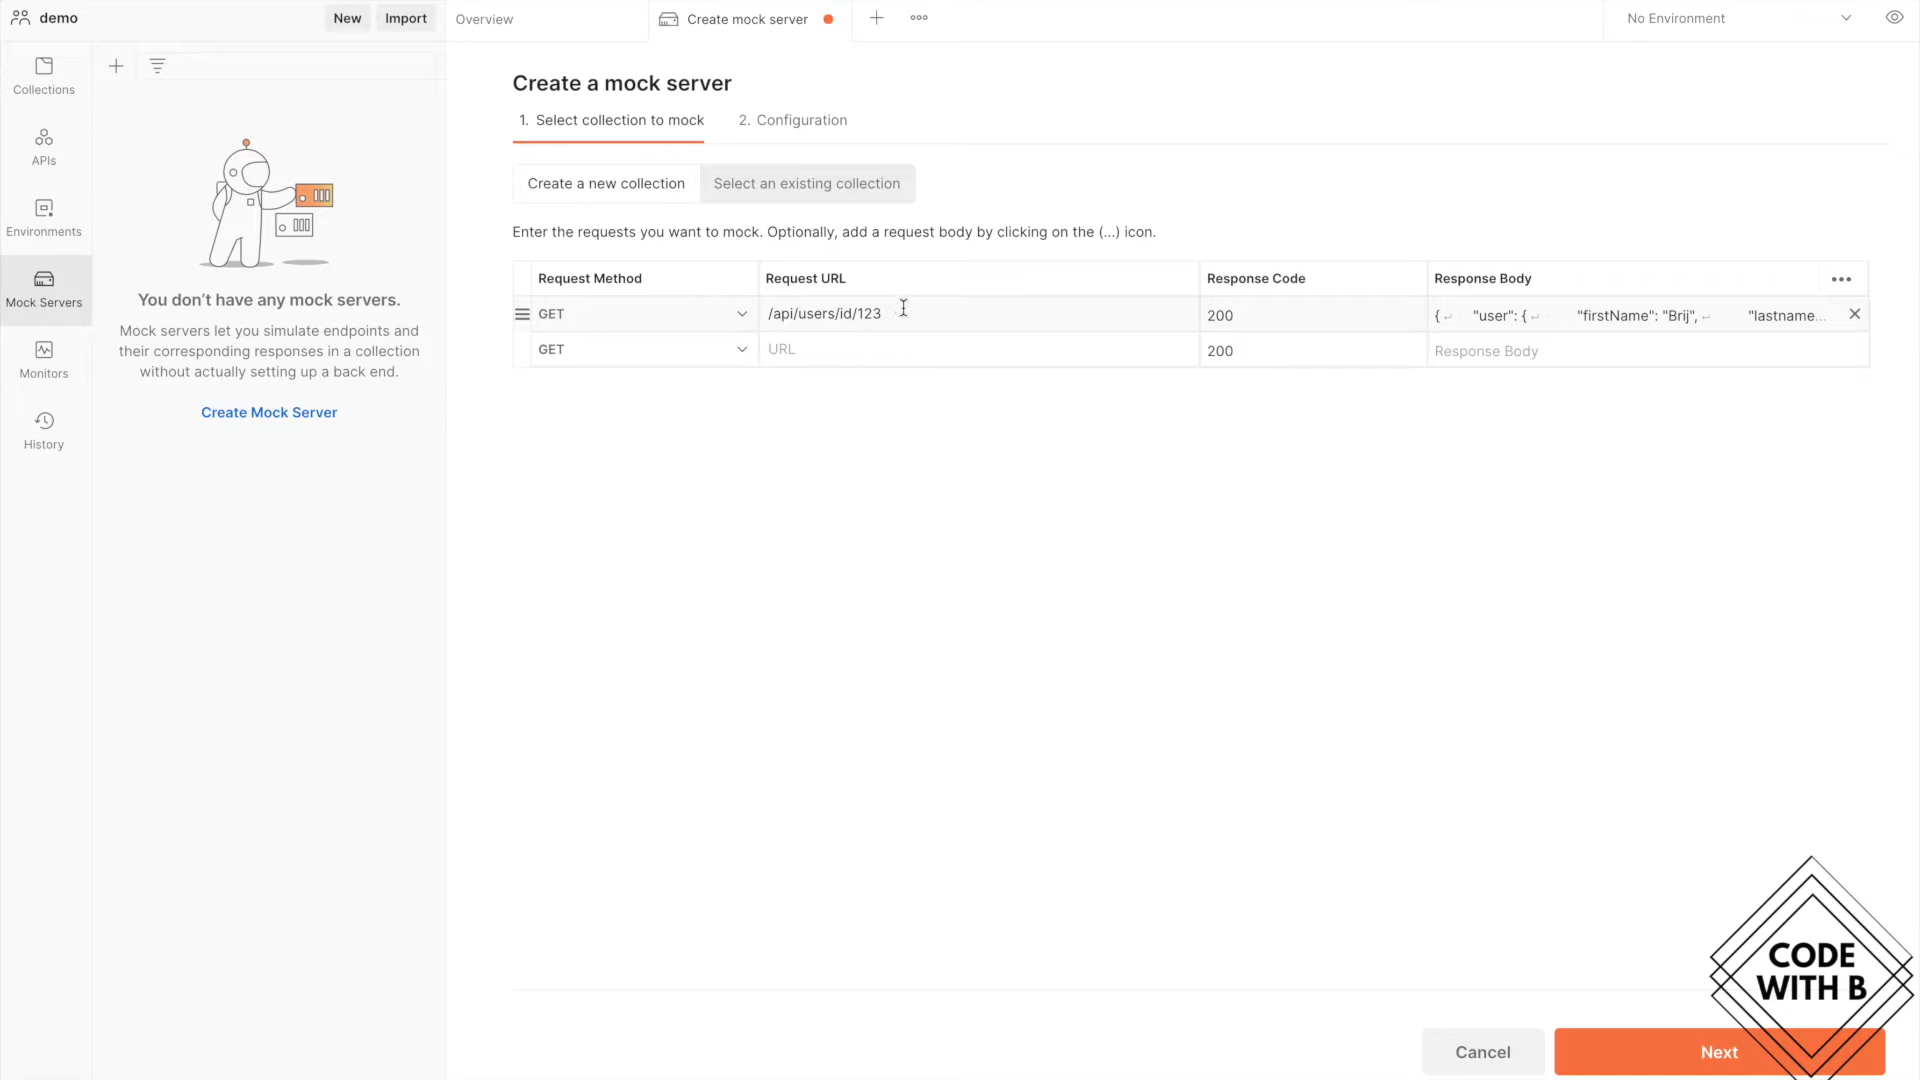 demo
New
Import
Overview
Create mock server
No Environment
Collections
APIs
Environments
Mock Servers
Monitors
History
You don't have any mock servers.
Mock servers let you simulate endpoints and
their corresponding responses in a collection
without actually setting up a back end.
Create Mock Server
Create a mock server
1. Select collection to mock
2. Configuration
Create a new collection
Select an existing collection
Enter the requests you want to mock. Optionally, add a request body by clicking on the (...) icon.
Request Method Request URL Response Code Response Body
GET /api/users/id/123 200 { ↵ "user": { ↵ "firstName": "Brij", ↵ "lastname...
GET URL 200 Response Body
CODE
WITH B
Cancel
Next